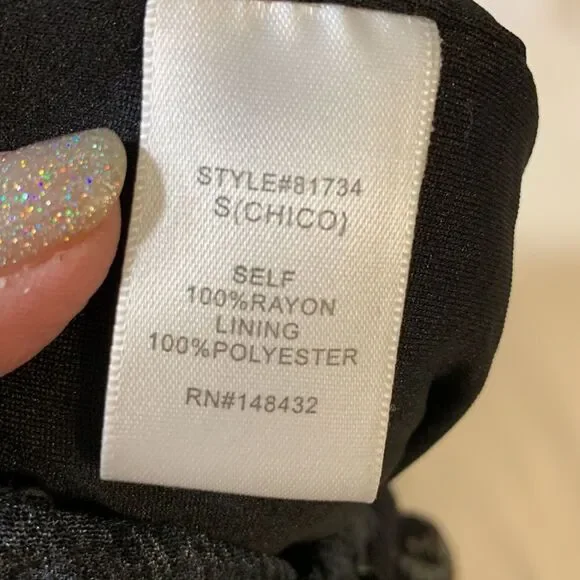 STYLE#81734
S(CHICO)
SELF
100%RAYON
LINING
100%POLYESTER
RN#148432